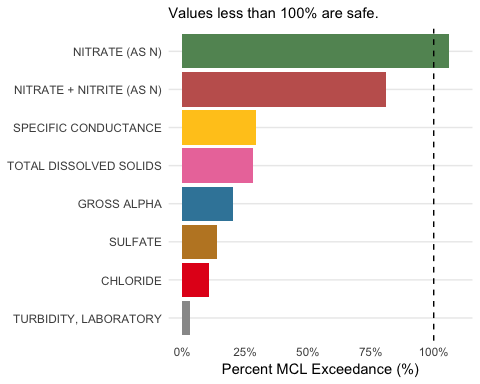 Values less than 100% are safe.
NITRATE (AS N)
NITRATE + NITRITE (AS N)
SPECIFIC CONDUCTANCE
TOTAL DISSOLVED SOLIDS
GROSS ALPHA
SULFATE
CHLORIDE
TURBIDITY, LABORATORY
0% 25% 50% 75% 100%
Percent MCL Exceedance (%)